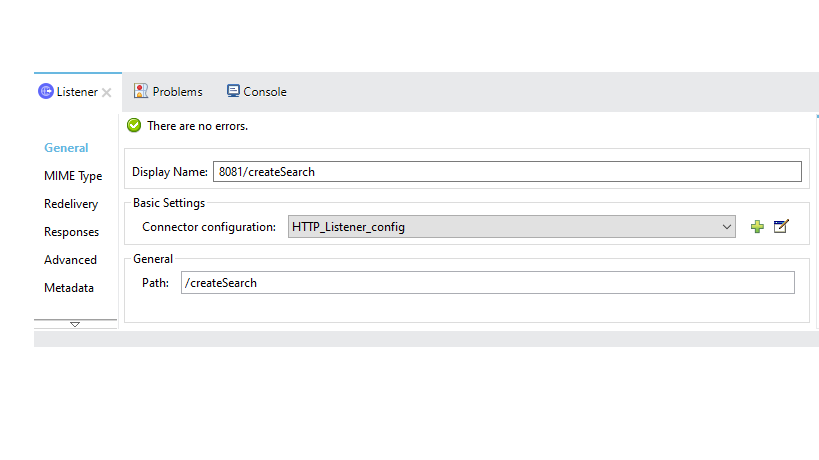 Listener Problems Console
There are no errors.
General
MIME Type
Redelivery
Responses
Advanced
Metadata
Display Name: 8081/createSearch
Basic Settings
Connector configuration: HTTP_Listener_config
General
Path: /createSearch